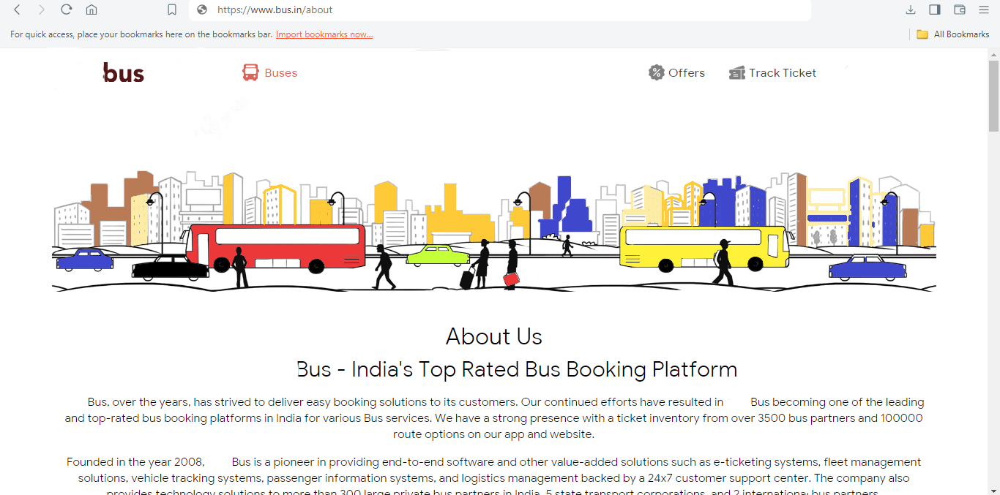 https://www.bus.in/about
For quick access, place your bookmarks here on the bookmarks bar. Import bookmarks now...
All Bookmarks
bus
Buses
Offers
Track Ticket
About Us
Bus - India's Top Rated Bus Booking Platform
Bus, over the years, has strived to deliver easy booking solutions to its customers. Our continued efforts have resulted in Bus becoming one of the leading
and top-rated bus booking platforms in India for various Bus services. We have a strong presence with a ticket inventory from over 3500 bus partners and 100000
route options on our app and website.
Founded in the year 2008, Bus is a pioneer in providing end-to-end software and other value-added solutions such as e-ticketing systems, fleet management
solutions, vehicle tracking systems, passenger information systems, and logistics management backed by a 24x7 customer support center. The company also
provides technology solutions to more than 300 large private bus partners in India, 5 state transport corporations, and 2 international bus partners.